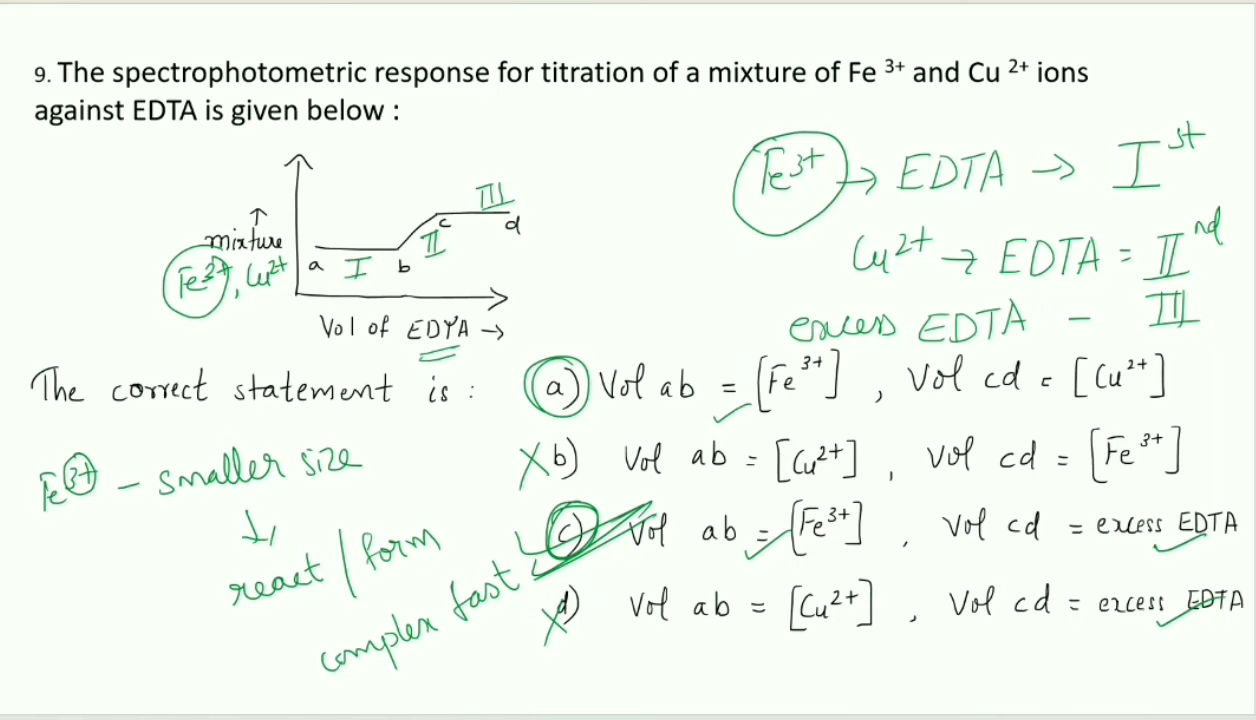 9. The spectrophotometric response for titration of a mixture of Fe 3+ and Cu 2+ ions
against EDTA is given below :
Fe3+ → EDTA → Ist
Cu2+ → EDTA = IInd
excess EDTA - III
↑
mixture
Fe3+, Cu2+
a I b II c III d
Vol of EDTA →
The correct statement is :
a) Vol ab = [Fe3+] , Vol cd = [Cu2+]
X b) Vol ab = [Cu2+] , Vol cd = [Fe3+]
c) Vol ab = [Fe3+] , Vol cd = excess EDTA
X d) Vol ab = [Cu2+] , Vol cd = excess EDTA
Fe3+ - smaller size
↓
react / form
complex fast